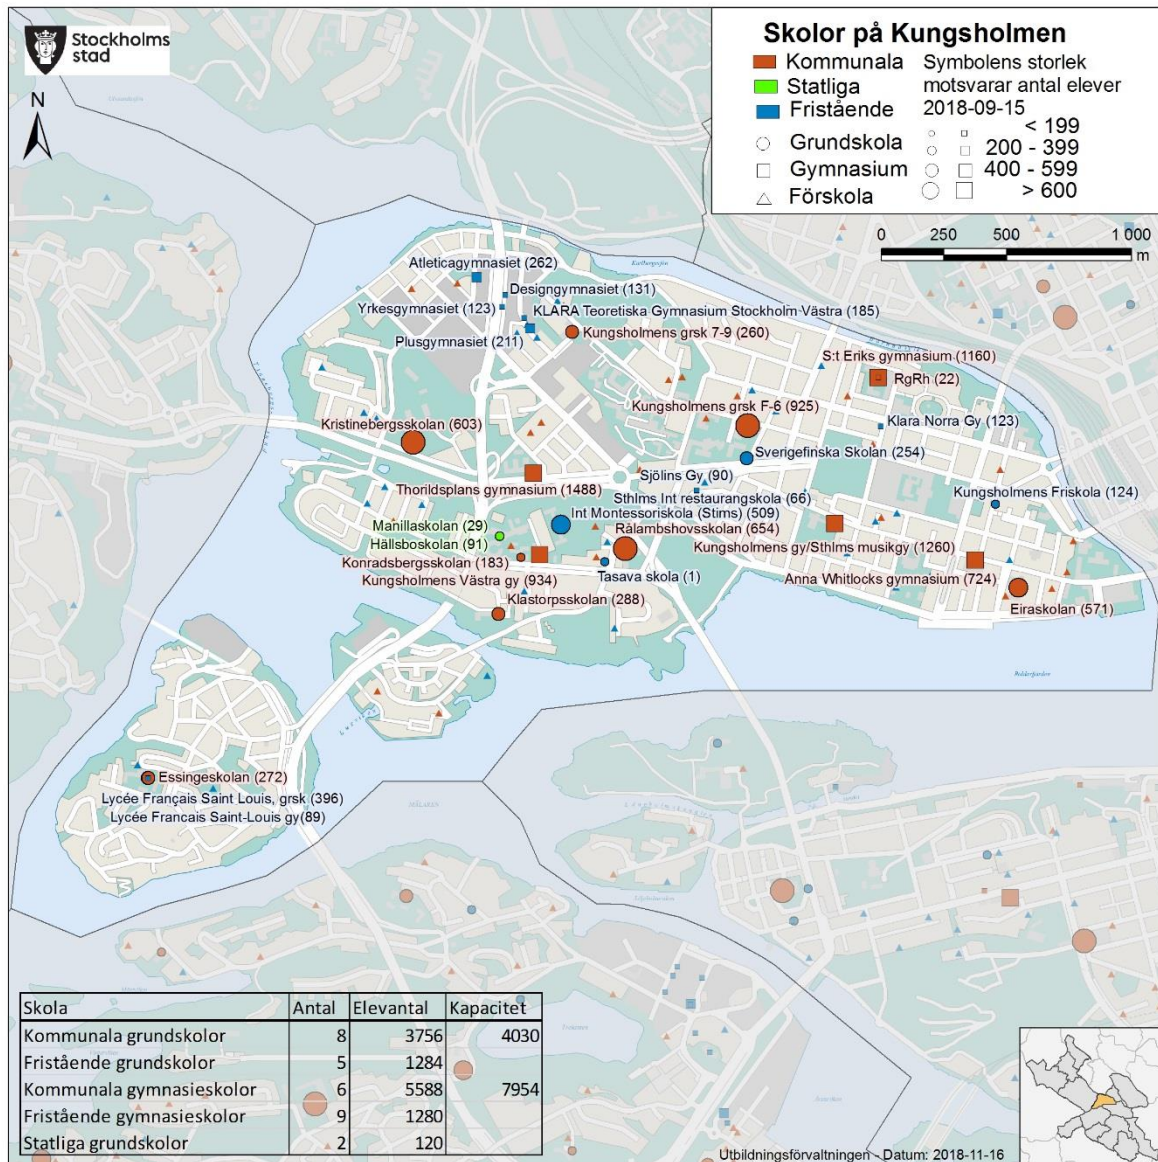 Stockholms
stad
N
Skolor på Kungsholmen
Kommunala
Statliga
Fristående
Grundskola
Gymnasium
Förskola
Symbolens storlek
motsvarar antal elever
2018-09-15
< 199
200 - 399
400 - 599
> 600
0 250 500 1 000
m
Atleticagymnasiet (262)
Designgymnasiet (131)
Yrkesgymnasiet (123)
KLARA Teoretiska Gymnasium Stockholm Västra (185)
Plusgymnasiet (211)
Kungsholmens grsk 7-9 (260)
S:t Eriks gymnasium (1160)
RgRh (22)
Kungsholmens grsk F-6 (925)
Kristinebergsskolan (603)
Klara Norra Gy (123)
Sverigefinska Skolan (254)
Sjölins Gy (90)
Thorildsplans gymnasium (1488)
Sthlms Int restaurangskola (66)
Kungsholmens Friskola (124)
Int Montessoriskola (Stims) (509)
Manillaskolan (29)
Rålambshovsskolan (654)
Hällsboskolan (91)
Kungsholmens gy/Sthlms musikgy (1260)
Konradsbergsskolan (183)
Tasava skola (1)
Kungsholmens Västra gy (934)
Anna Whitlocks gymnasium (724)
Klastorpsskolan (288)
Eiraskolan (571)
Essingeskolan (272)
Lycée Français Saint Louis, grsk (396)
Lycée Francais Saint-Louis gy(89)
Skola Antal Elevantal Kapacitet
Kommunala grundskolor 8 3756 4030
Fristående grundskolor 5 1284
Kommunala gymnasieskolor 6 5588 7954
Fristående gymnasieskolor 9 1280
Statliga grundskolor 2 120
Utbildningsförvaltningen - Datum: 2018-11-16